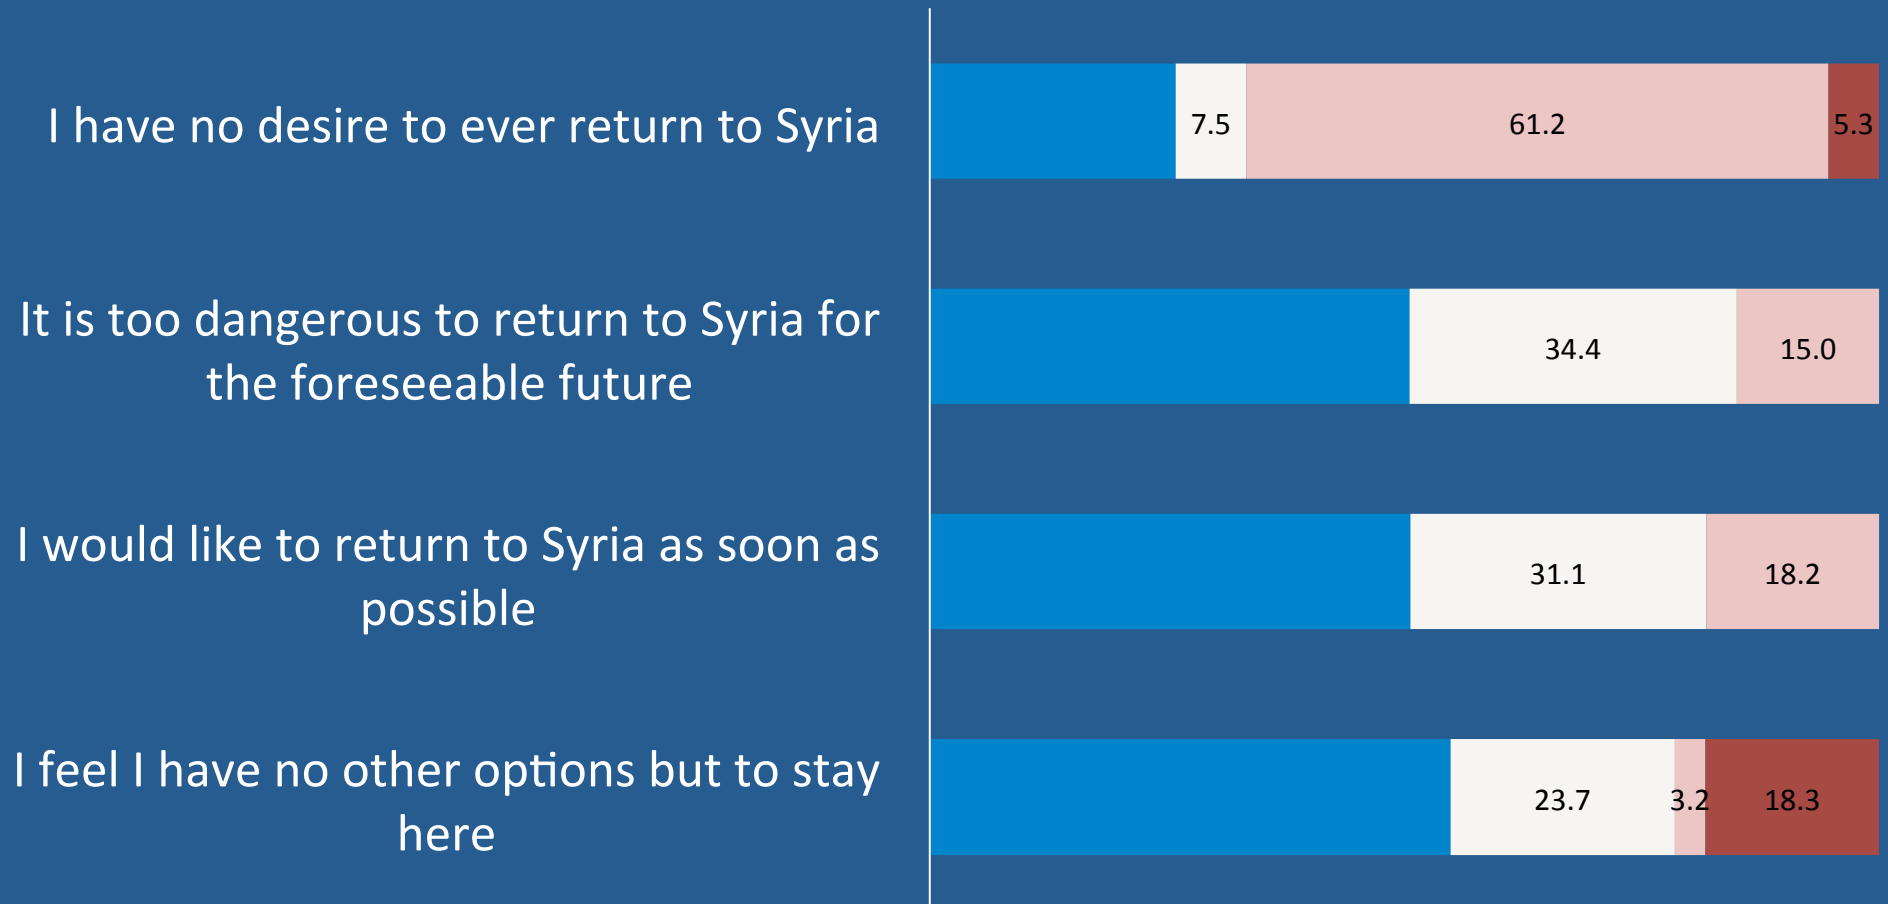 I have no desire to ever return to Syria
7.5 61.2 5.3
It is too dangerous to return to Syria for
the foreseeable future
34.4 15.0
I would like to return to Syria as soon as
possible
31.1 18.2
I feel I have no other options but to stay
here
23.7 3.2 18.3